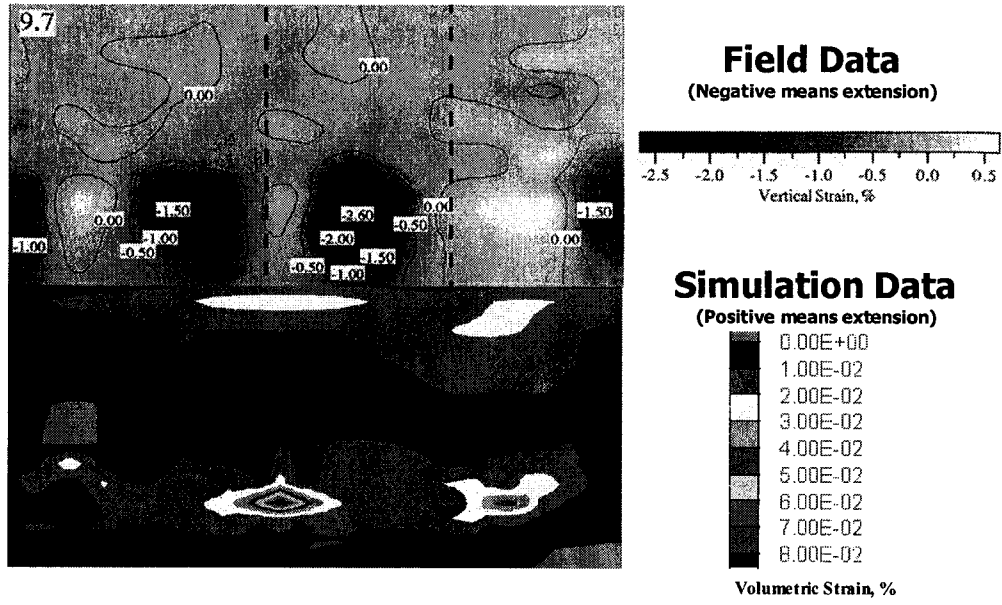 9.7
0.00
0.00
0.00
-1.50
-1.00
-0.50
-1.00
-2.60
-0.50
0.00
-2.00
-1.50
-0.50
-1.00
-1.50
0.00
Field Data
(Negative means extension)
-2.5 -2.0 -1.5 -1.0 -0.5 0.0 0.5
Vertical Strain, %
Simulation Data
(Positive means extension)
0.00E+00
1.00E-02
2.00E-02
3.00E-02
4.00E-02
5.00E-02
6.00E-02
7.00E-02
8.00E-02
Volumetric Strain, %